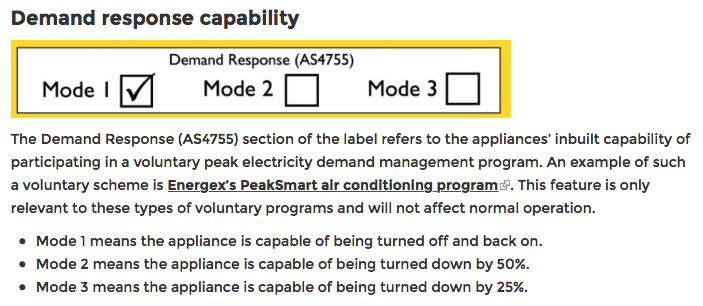 Demand response capability
Demand Response (AS4755)
Mode 1 Mode 2 Mode 3
The Demand Response (AS4755) section of the label refers to the appliances’ inbuilt capability of
participating in a voluntary peak electricity demand management program. An example of such
a voluntary scheme is Energex’s PeakSmart air conditioning program. This feature is only
relevant to these types of voluntary programs and will not affect normal operation.
• Mode 1 means the appliance is capable of being turned off and back on.
• Mode 2 means the appliance is capable of being turned down by 50%.
• Mode 3 means the appliance is capable of being turned down by 25%.